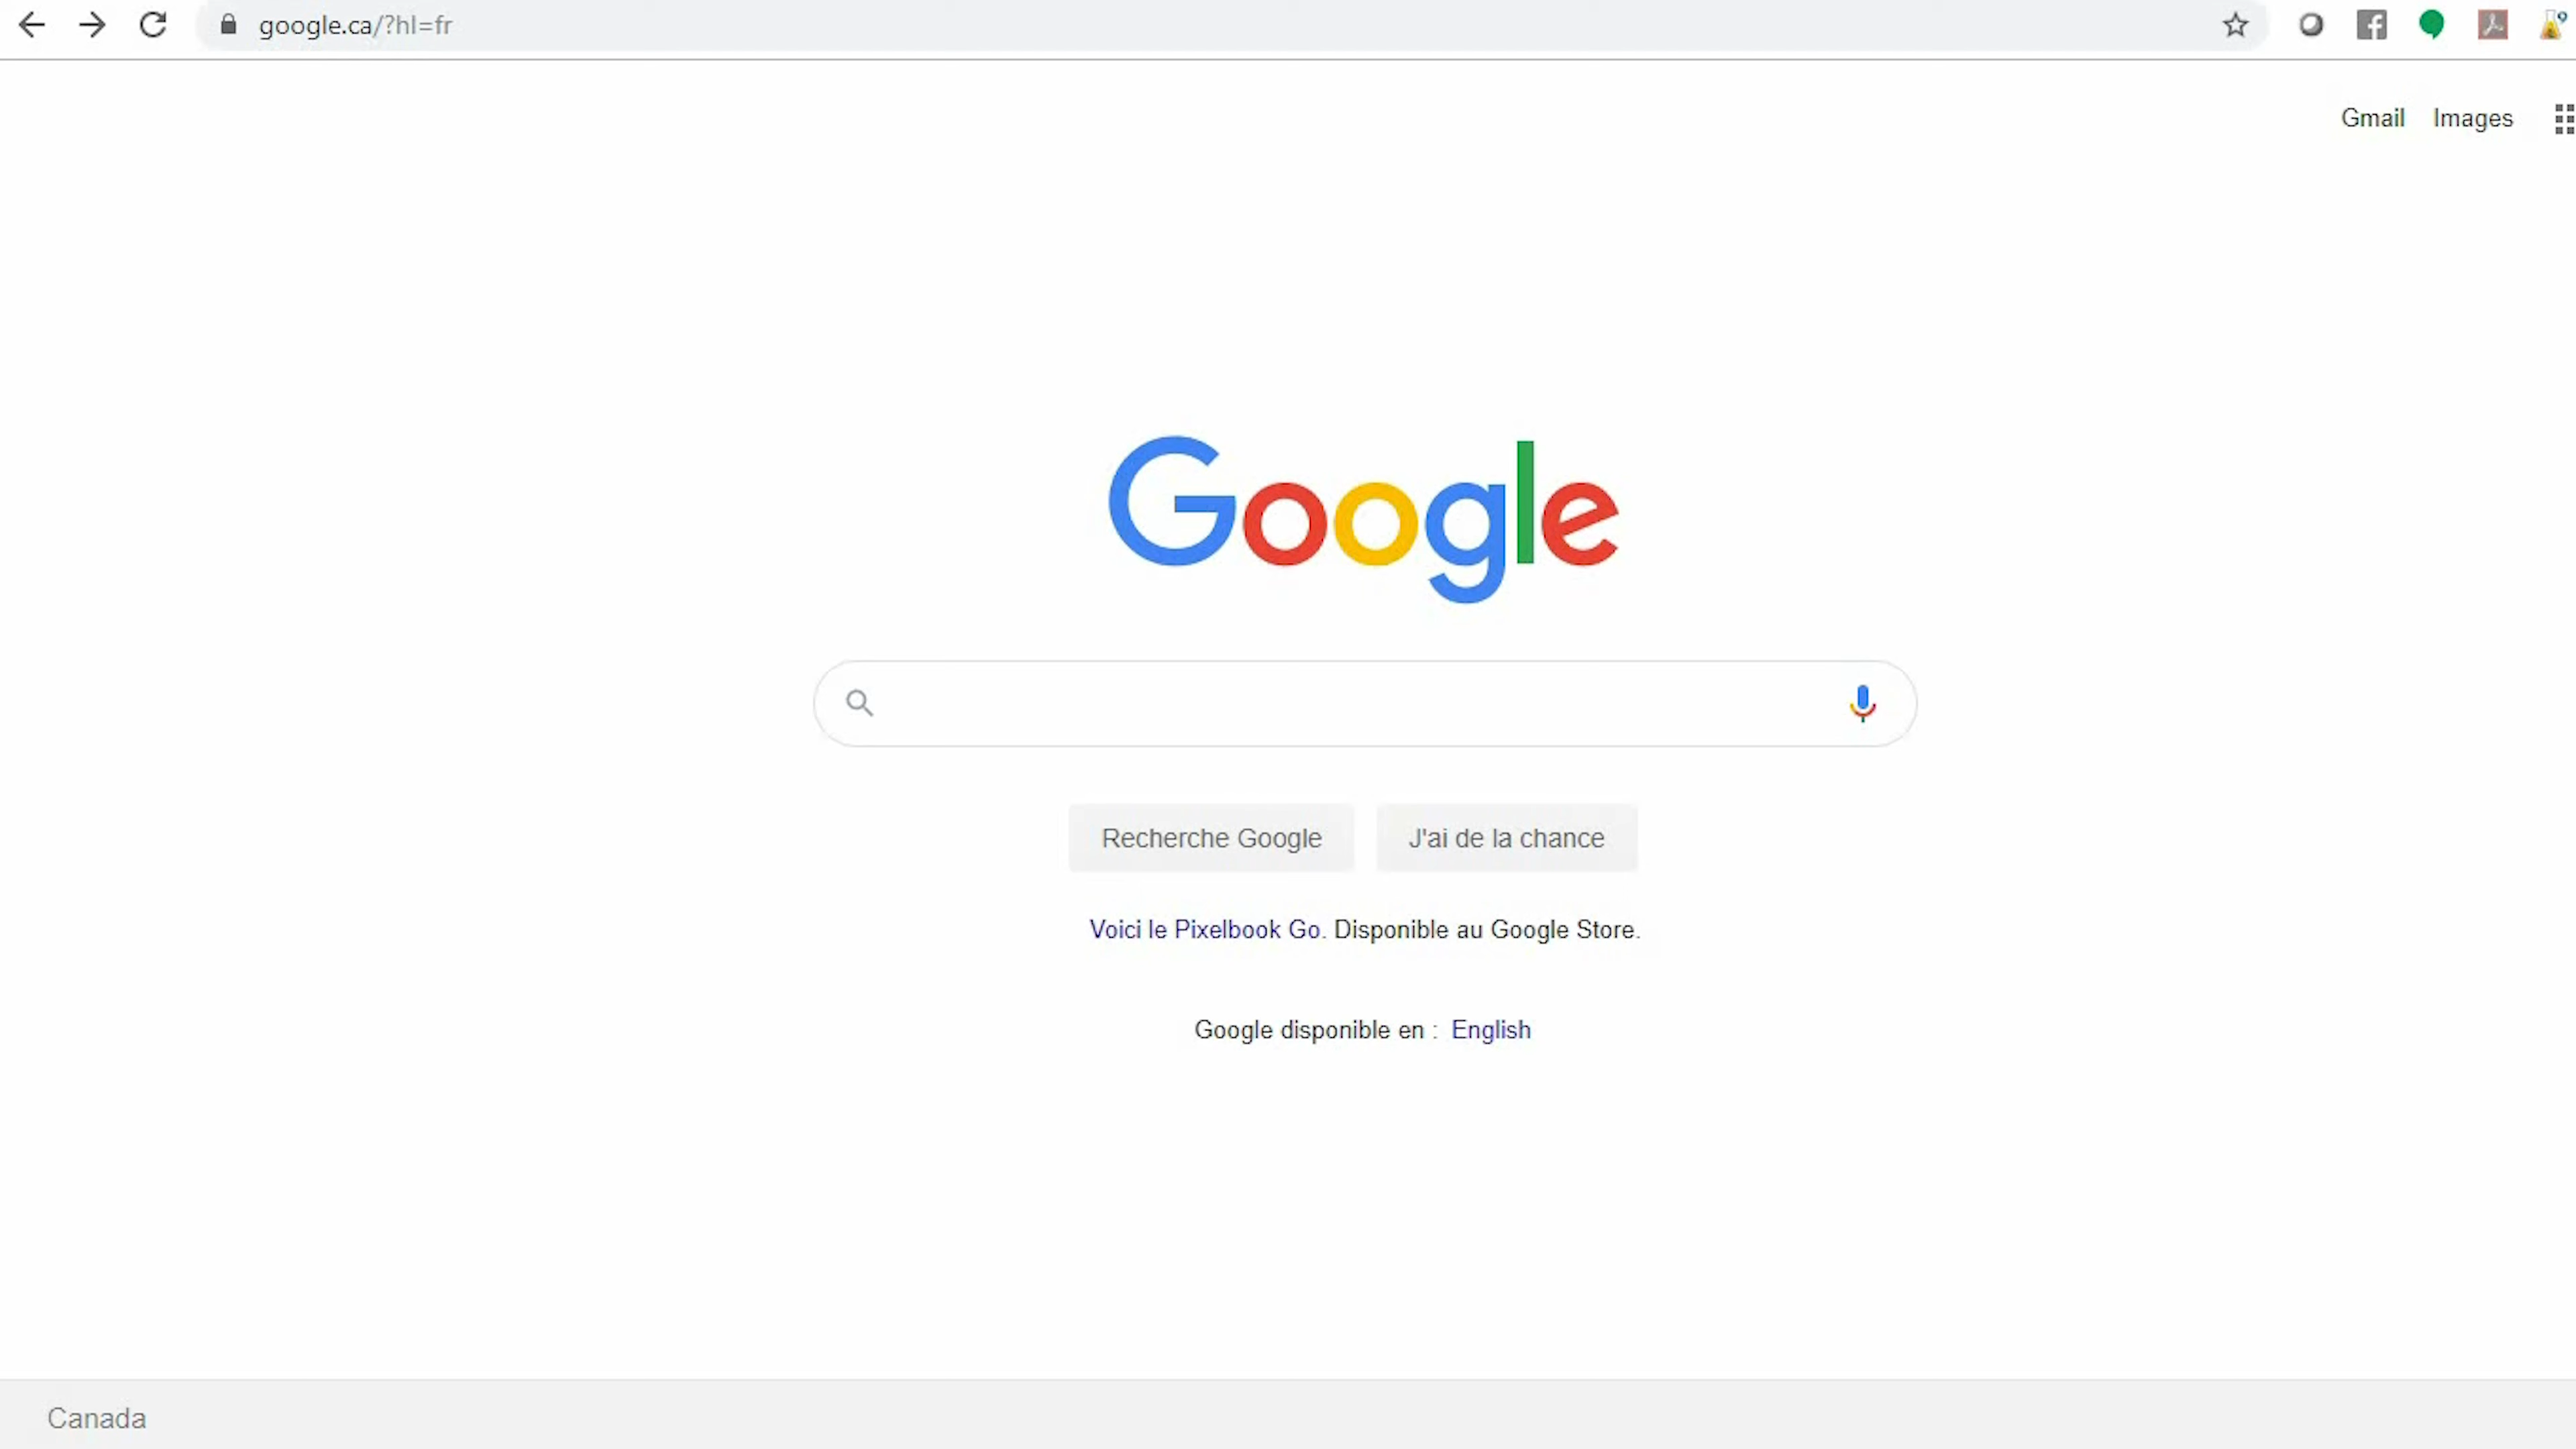 google.ca/?hl=fr
Gmail Images
Google
Recherche Google J'ai de la chance
Voici le Pixelbook Go. Disponible au Google Store.
Google disponible en : English
Canada